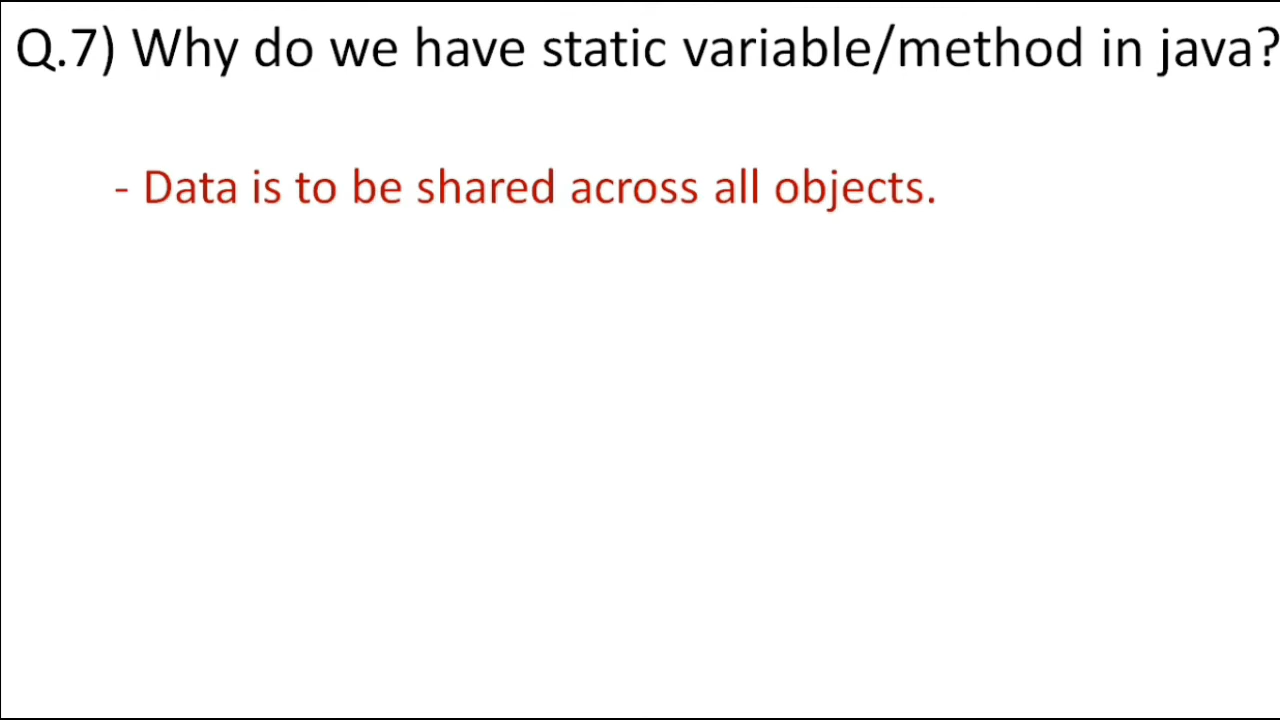 Q.7) Why do we have static variable/method in java?
- Data is to be shared across all objects.